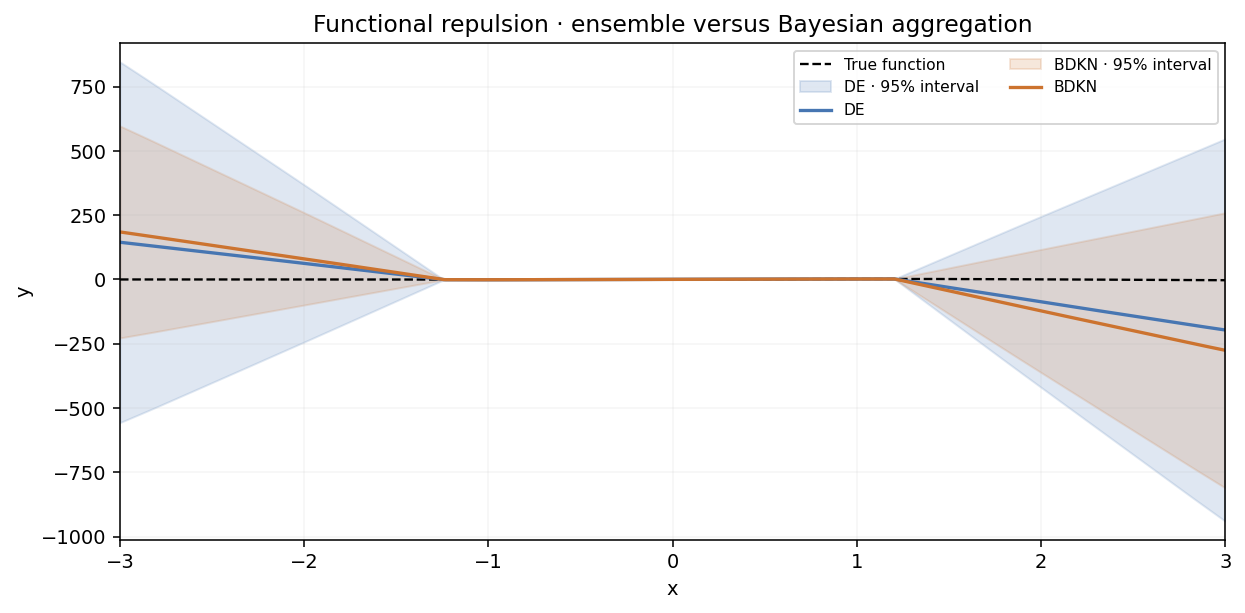 Functional repulsion · ensemble versus Bayesian aggregation
True function
DE · 95% interval
DE
BDKN · 95% interval
BDKN
y
750
500
250
0
−250
−500
−750
−1000
−3
−2
−1
0
1
2
3
x